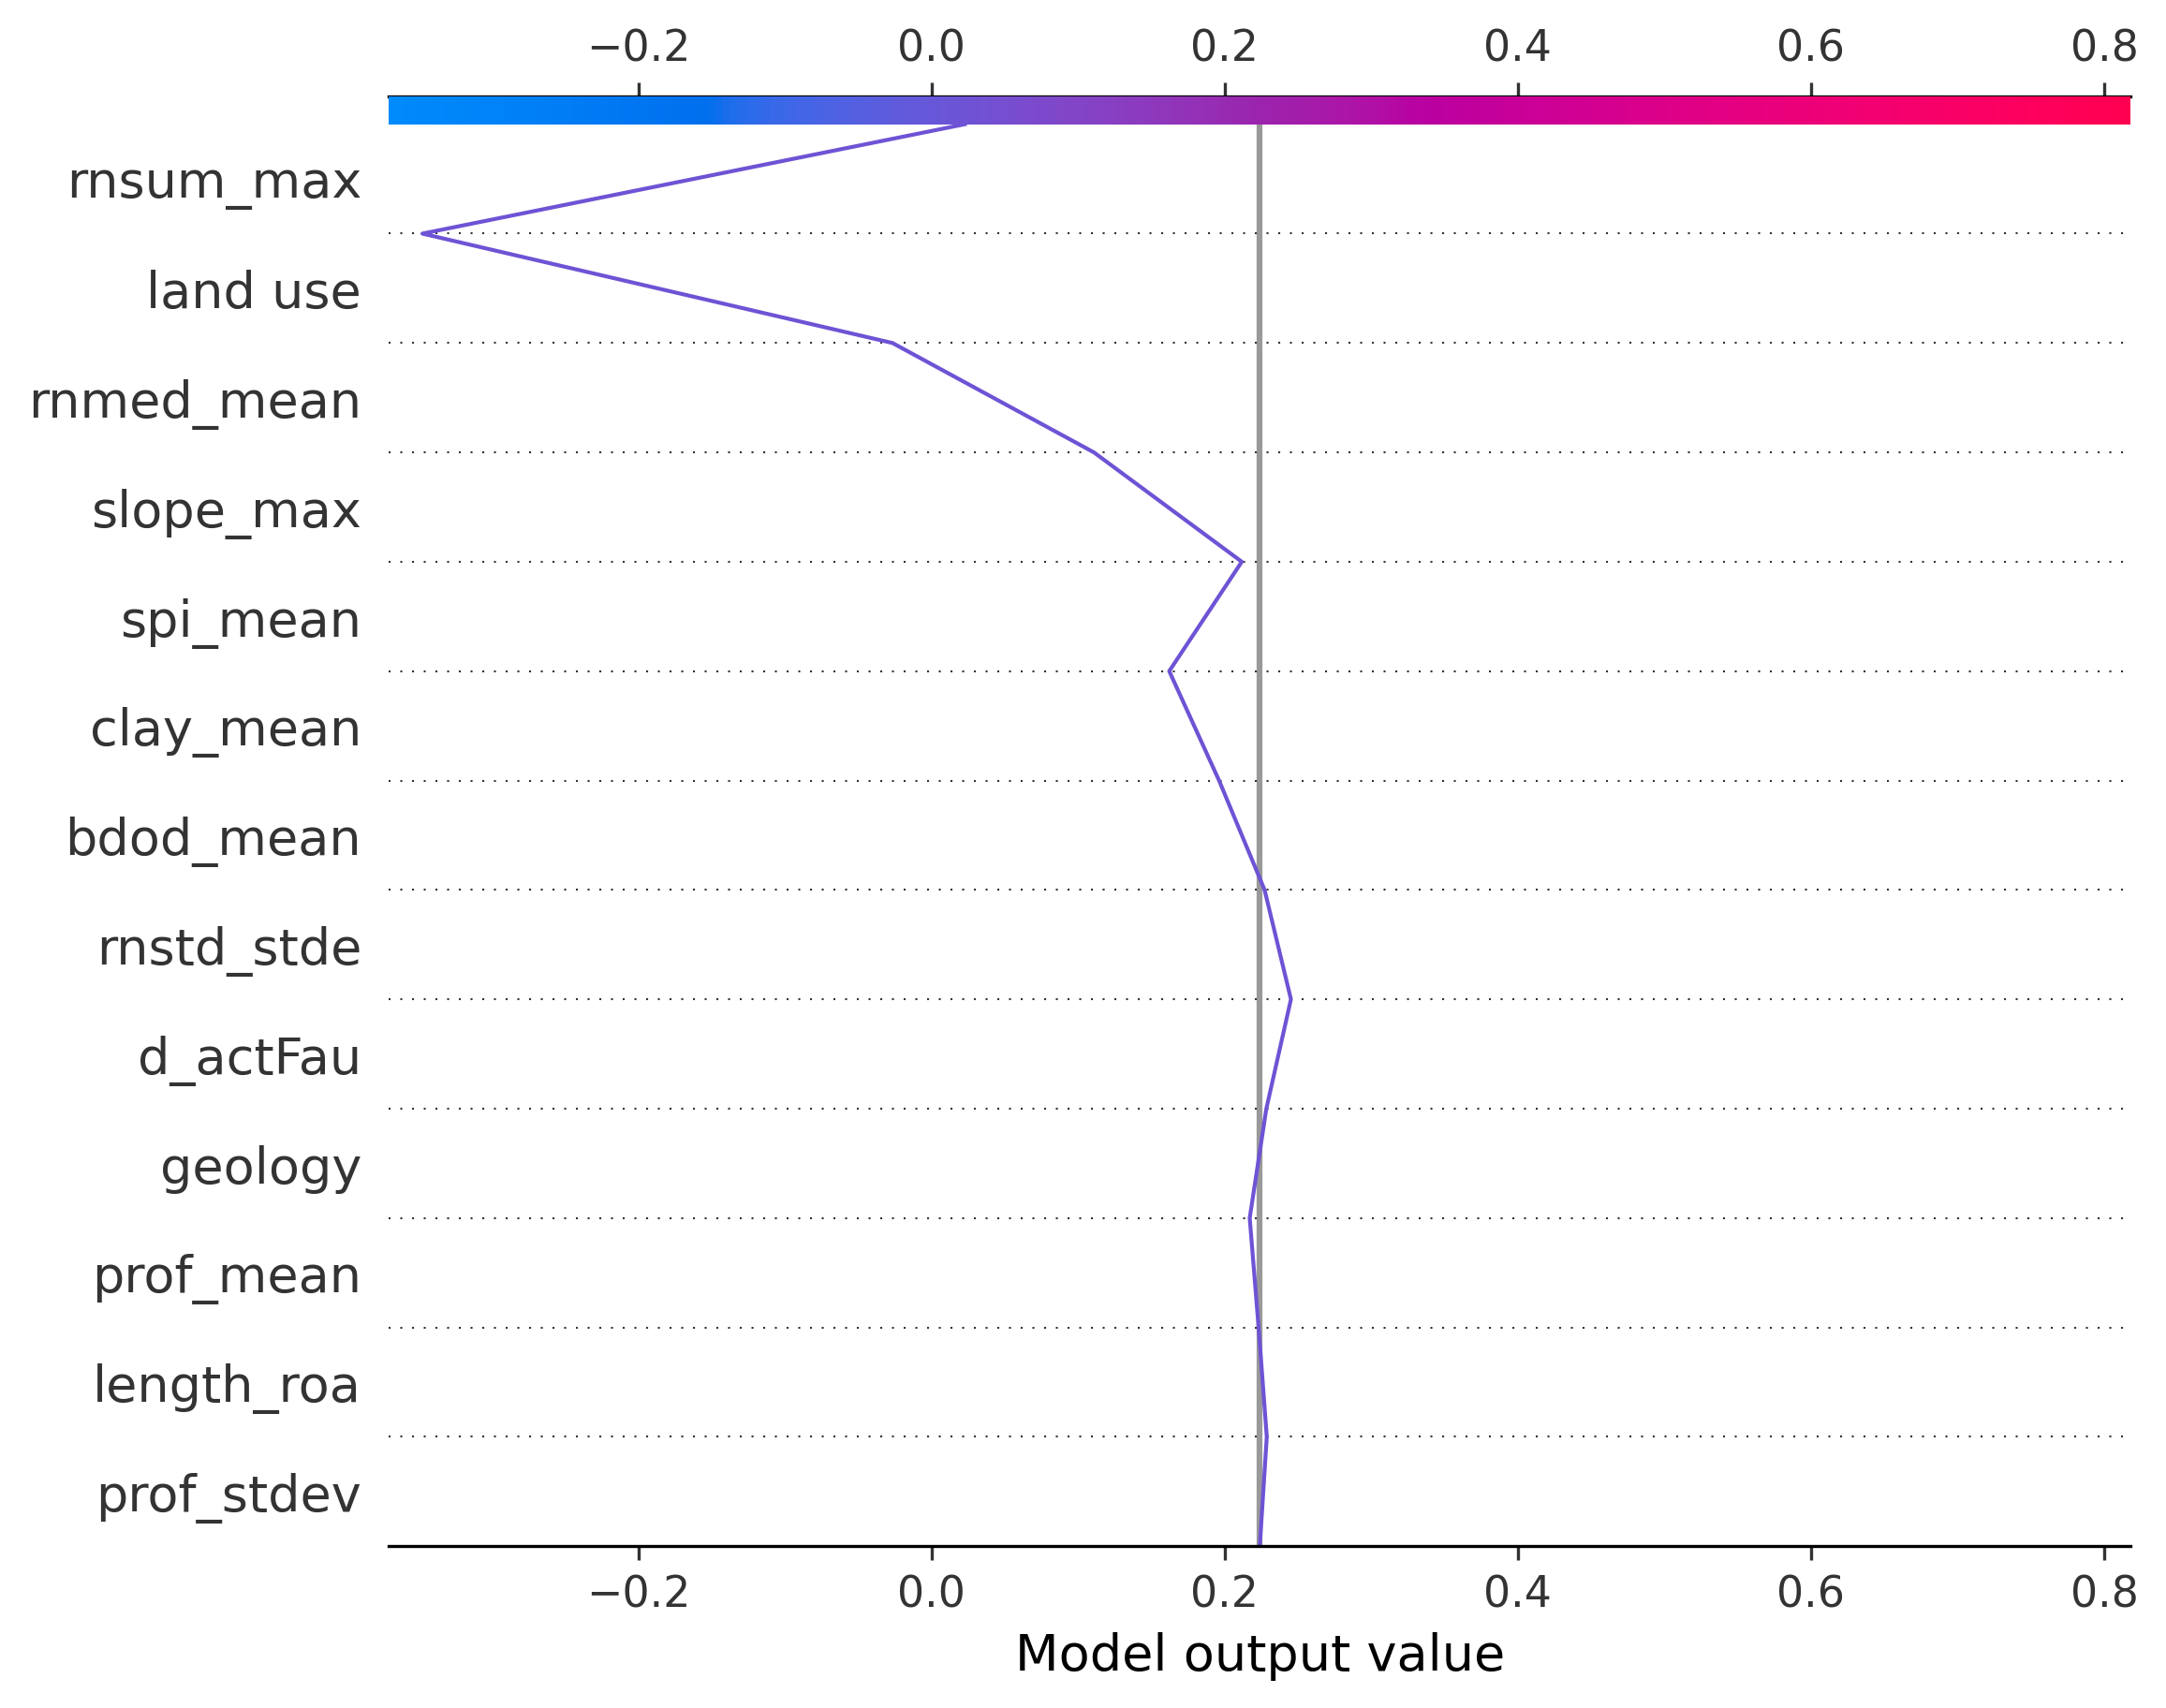 −0.2 0.0 0.2 0.4 0.6 0.8
rnsum_max
land use
rnmed_mean
slope_max
spi_mean
clay_mean
bdod_mean
rnstd_stde
d_actFau
geology
prof_mean
length_roa
prof_stdev
−0.2 0.0 0.2 0.4 0.6 0.8
Model output value